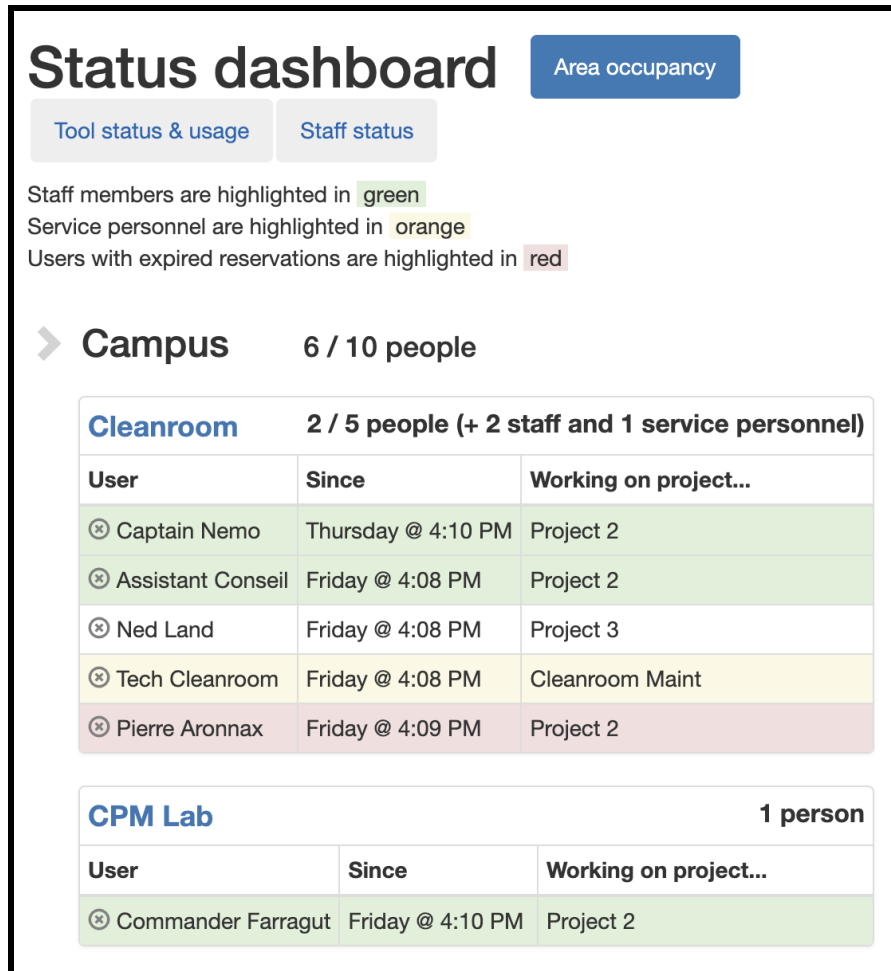 Status dashboard Area occupancy
Tool status & usage Staff status
Staff members are highlighted in green
Service personnel are highlighted in orange
Users with expired reservations are highlighted in red
Campus 6 / 10 people
Cleanroom 2 / 5 people (+ 2 staff and 1 service personnel)
User Since Working on project...
Captain Nemo Thursday @ 4:10 PM Project 2
Assistant Conseil Friday @ 4:08 PM Project 2
Ned Land Friday @ 4:08 PM Project 3
Tech Cleanroom Friday @ 4:08 PM Cleanroom Maint
Pierre Aronnax Friday @ 4:09 PM Project 2
CPM Lab 1 person
User Since Working on project...
Commander Farragut Friday @ 4:10 PM Project 2